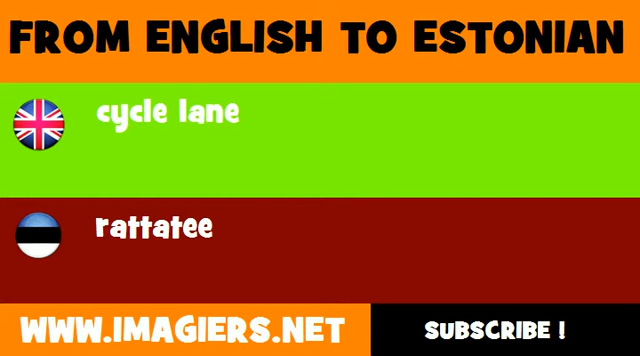 FROM ENGLISH TO ESTONIAN
cycle lane
rattatee
WWW.IMAGIERS.NET
SUBSCRIBE !